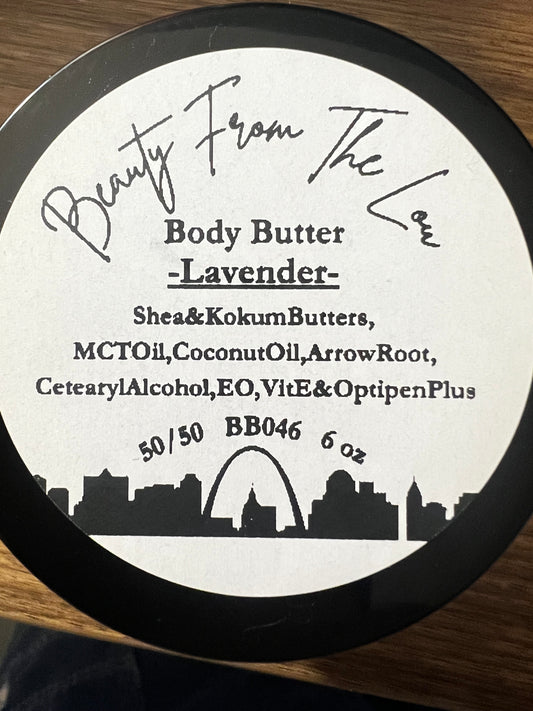 Beauty From The Lou
Body Butter
-Lavender-
Shea&KokumButters,
MCTOil,CoconutOil,ArrowRoot,
CetearylAlcohol,EO,VitE&OptipenPlus
50/50 BB046 6 oz